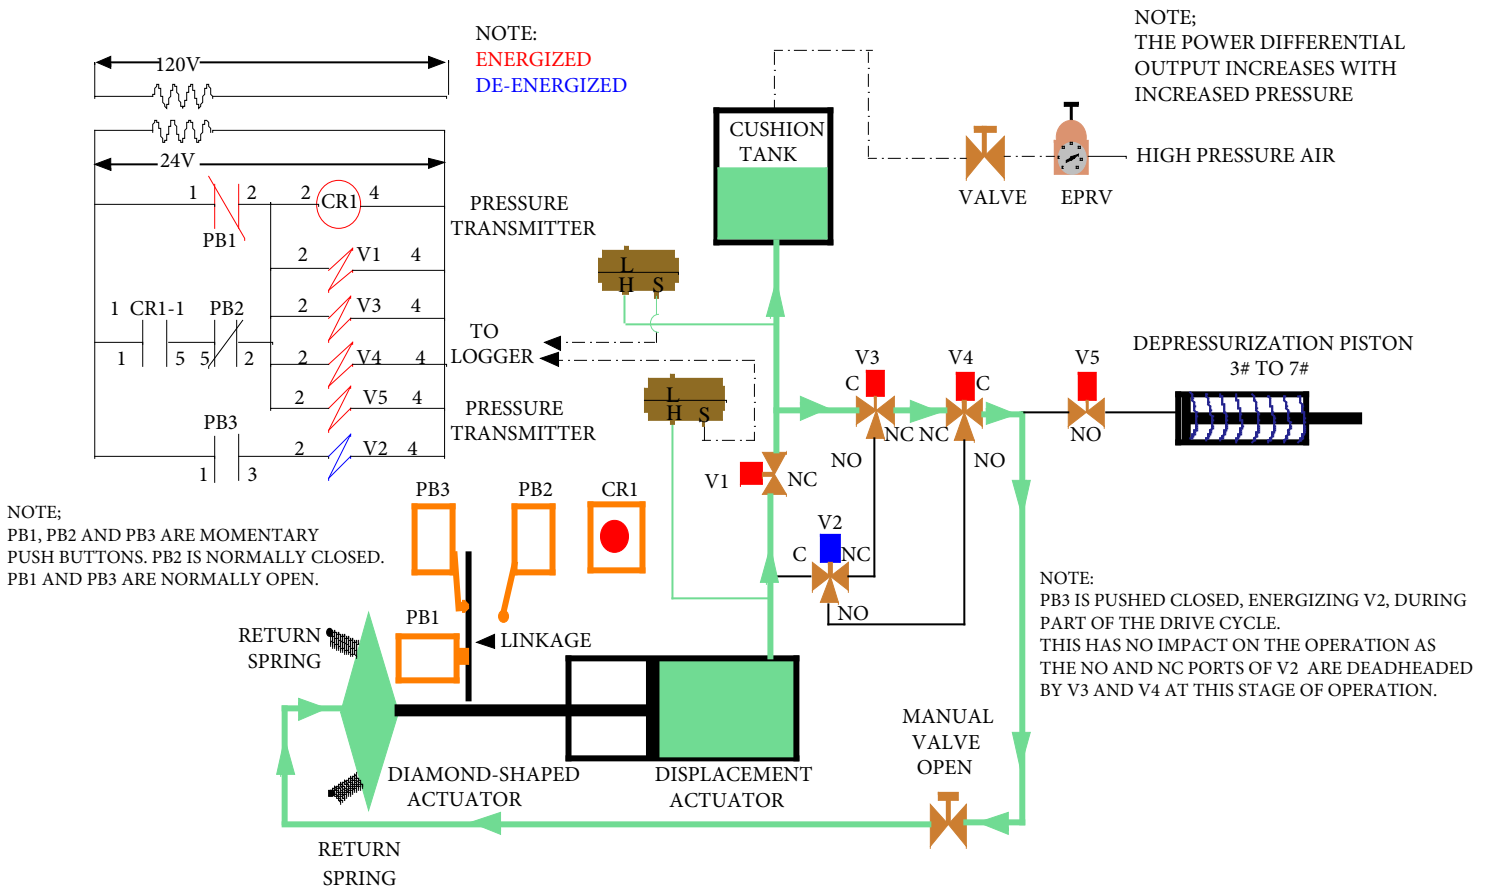 NOTE:
ENERGIZED
DE-ENERGIZED
NOTE;
THE POWER DIFFERENTIAL
OUTPUT INCREASES WITH
INCREASED PRESSURE
120V
24V
1 2 2 CR1 4
PB1
2 V1 4
1 CR1-1 PB2
2 V3 4
1 5 5 2
2 V4 4
2 V5 4
PB3
2 V2 4
1 3
PRESSURE
TRANSMITTER
L
H S
TO
LOGGER
PRESSURE
TRANSMITTER
L
H S
CUSHION
TANK
VALVE
EPRV
HIGH PRESSURE AIR
V3
C
NC
NO
V4
C
NC
NO
V5
NO
DEPRESSURIZATION PISTON
3# TO 7#
V1
NC
V2
C
NC
NO
PB3
PB2
CR1
NOTE;
PB1, PB2 AND PB3 ARE MOMENTARY
PUSH BUTTONS. PB2 IS NORMALLY CLOSED.
PB1 AND PB3 ARE NORMALLY OPEN.
PB1
LINKAGE
RETURN
SPRING
NOTE:
PB3 IS PUSHED CLOSED, ENERGIZING V2, DURING
PART OF THE DRIVE CYCLE.
THIS HAS NO IMPACT ON THE OPERATION AS
THE NO AND NC PORTS OF V2 ARE DEADHEADED
BY V3 AND V4 AT THIS STAGE OF OPERATION.
DIAMOND-SHAPED
ACTUATOR
DISPLACEMENT
ACTUATOR
MANUAL
VALVE
OPEN
RETURN
SPRING